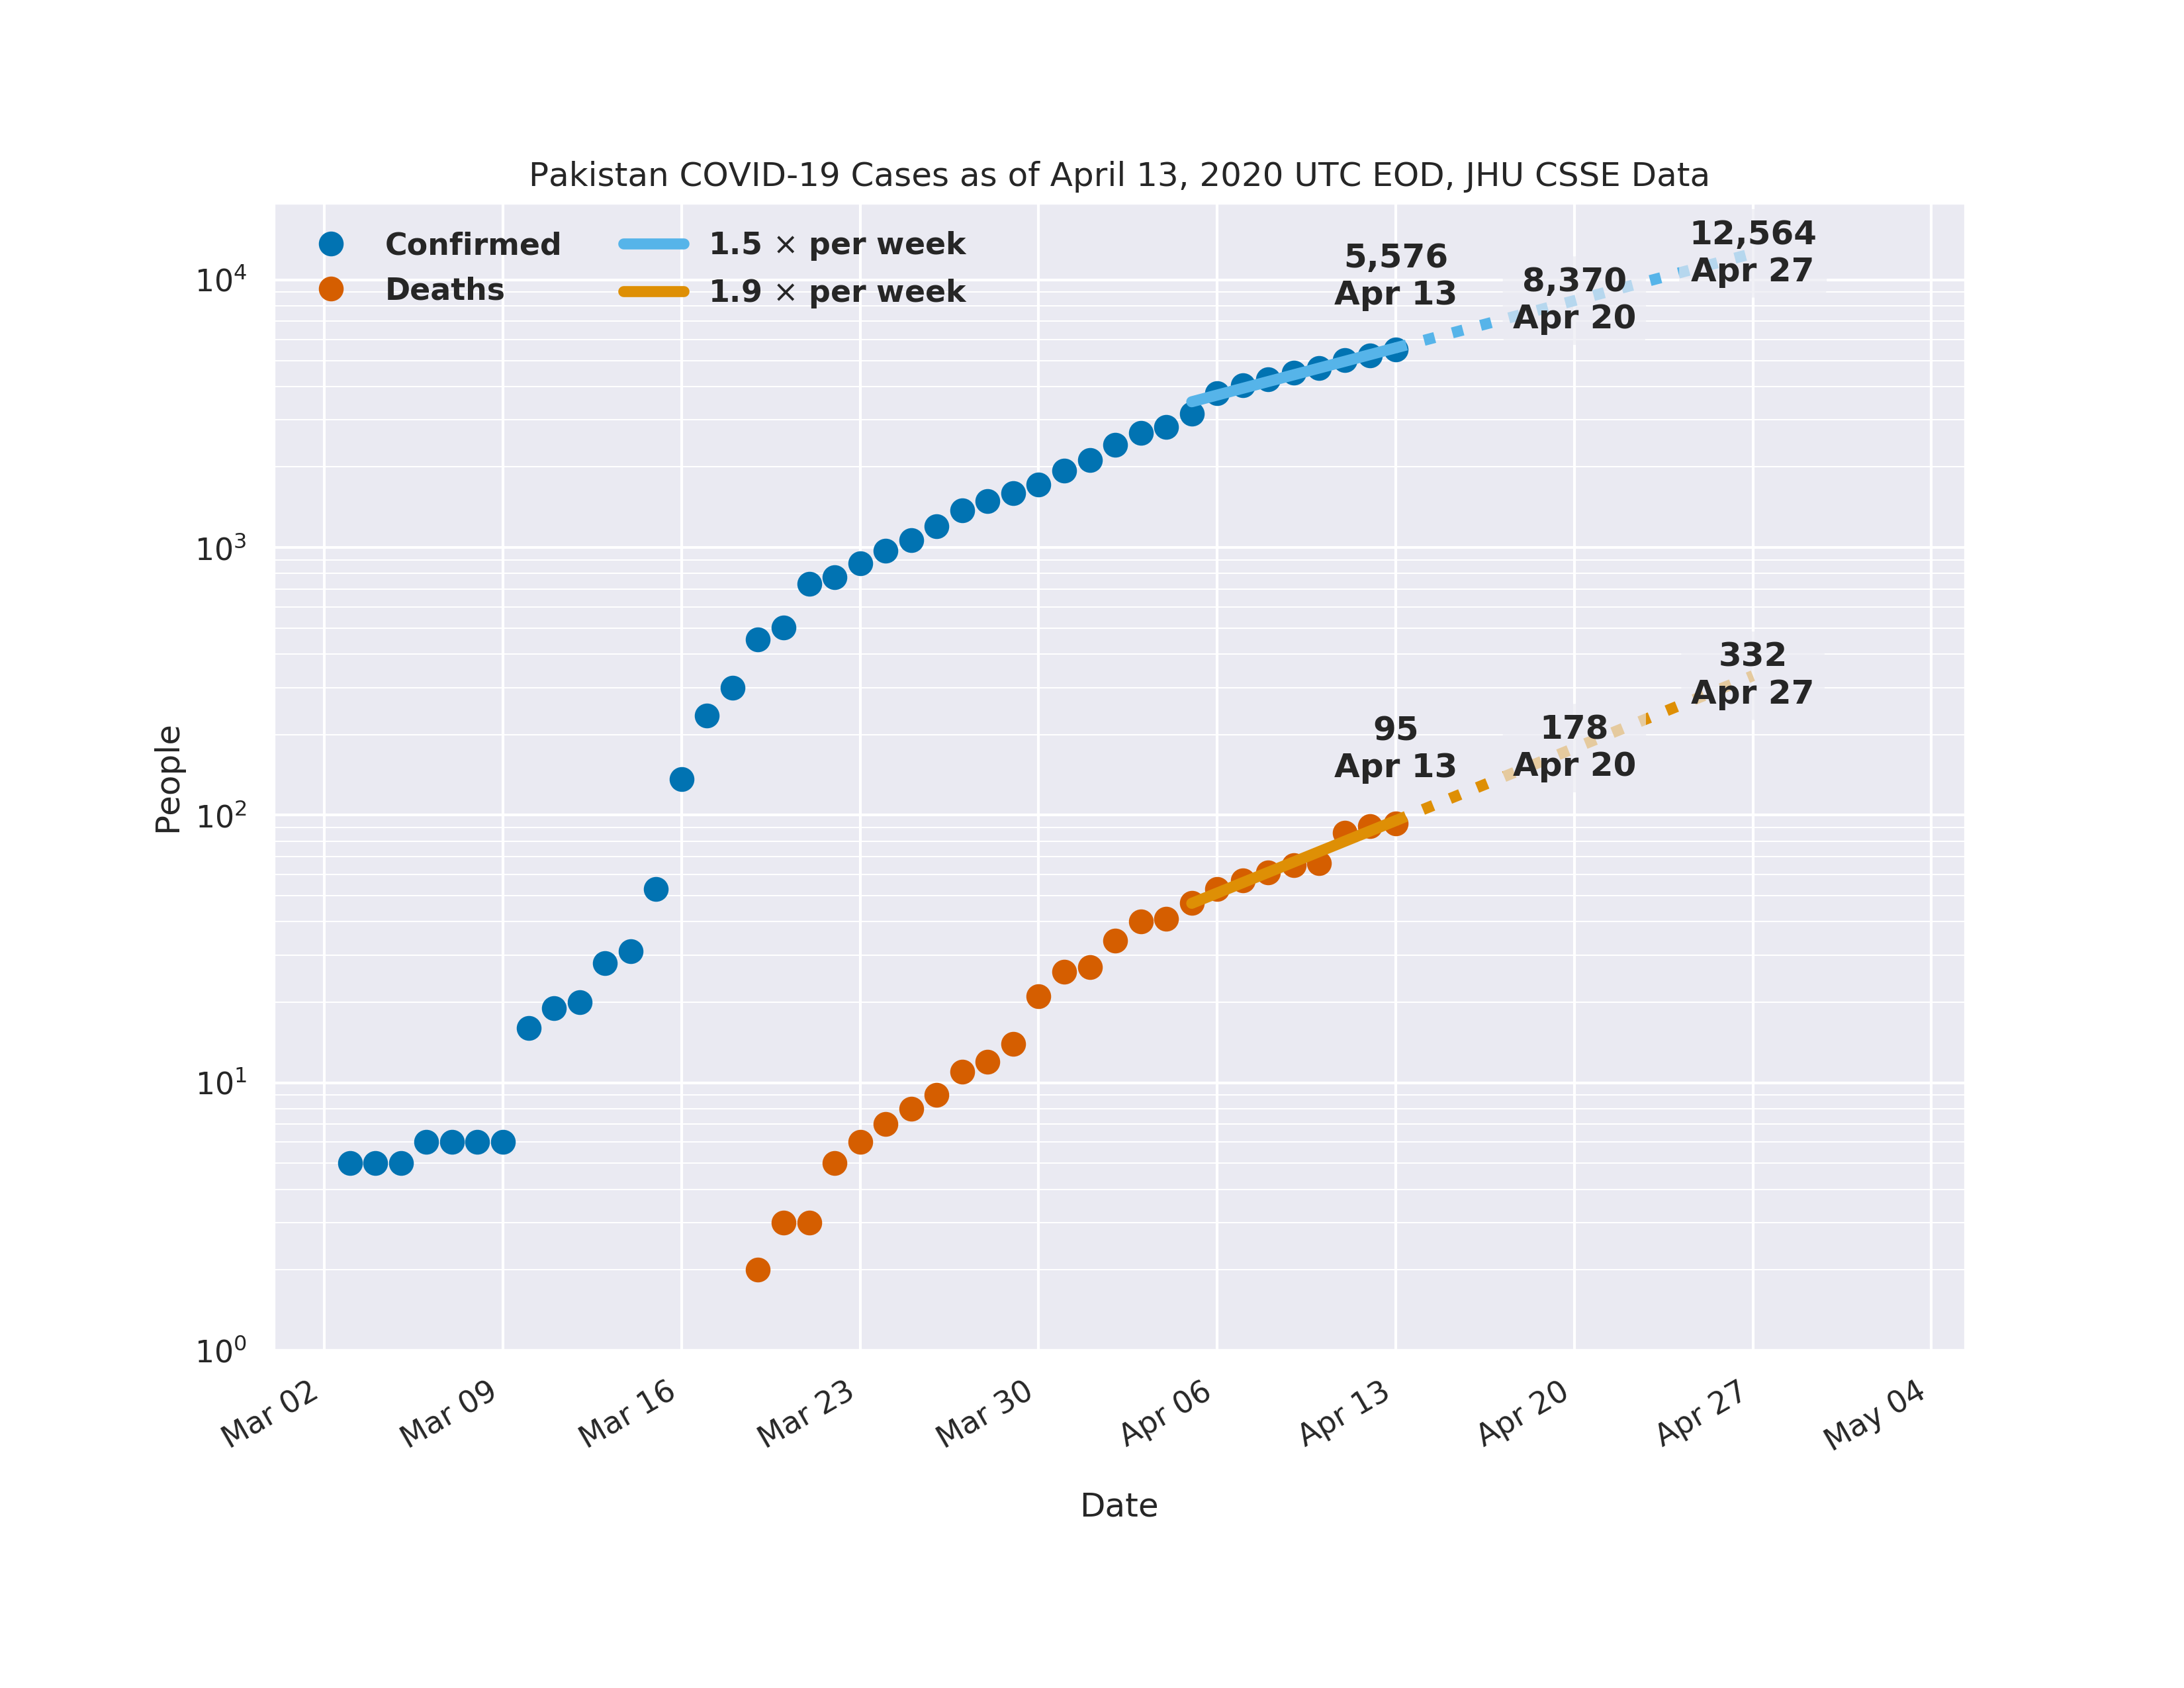 Pakistan COVID-19 Cases as of April 13, 2020 UTC EOD, JHU CSSE Data
Confirmed
Deaths
1.5 × per week
1.9 × per week
5,576
Apr 13
8,370
Apr 20
12,564
Apr 27
95
Apr 13
178
Apr 20
332
Apr 27
People
10⁴
10³
10²
10¹
10⁰
Mar 02
Mar 09
Mar 16
Mar 23
Mar 30
Apr 06
Apr 13
Apr 20
Apr 27
May 04
Date